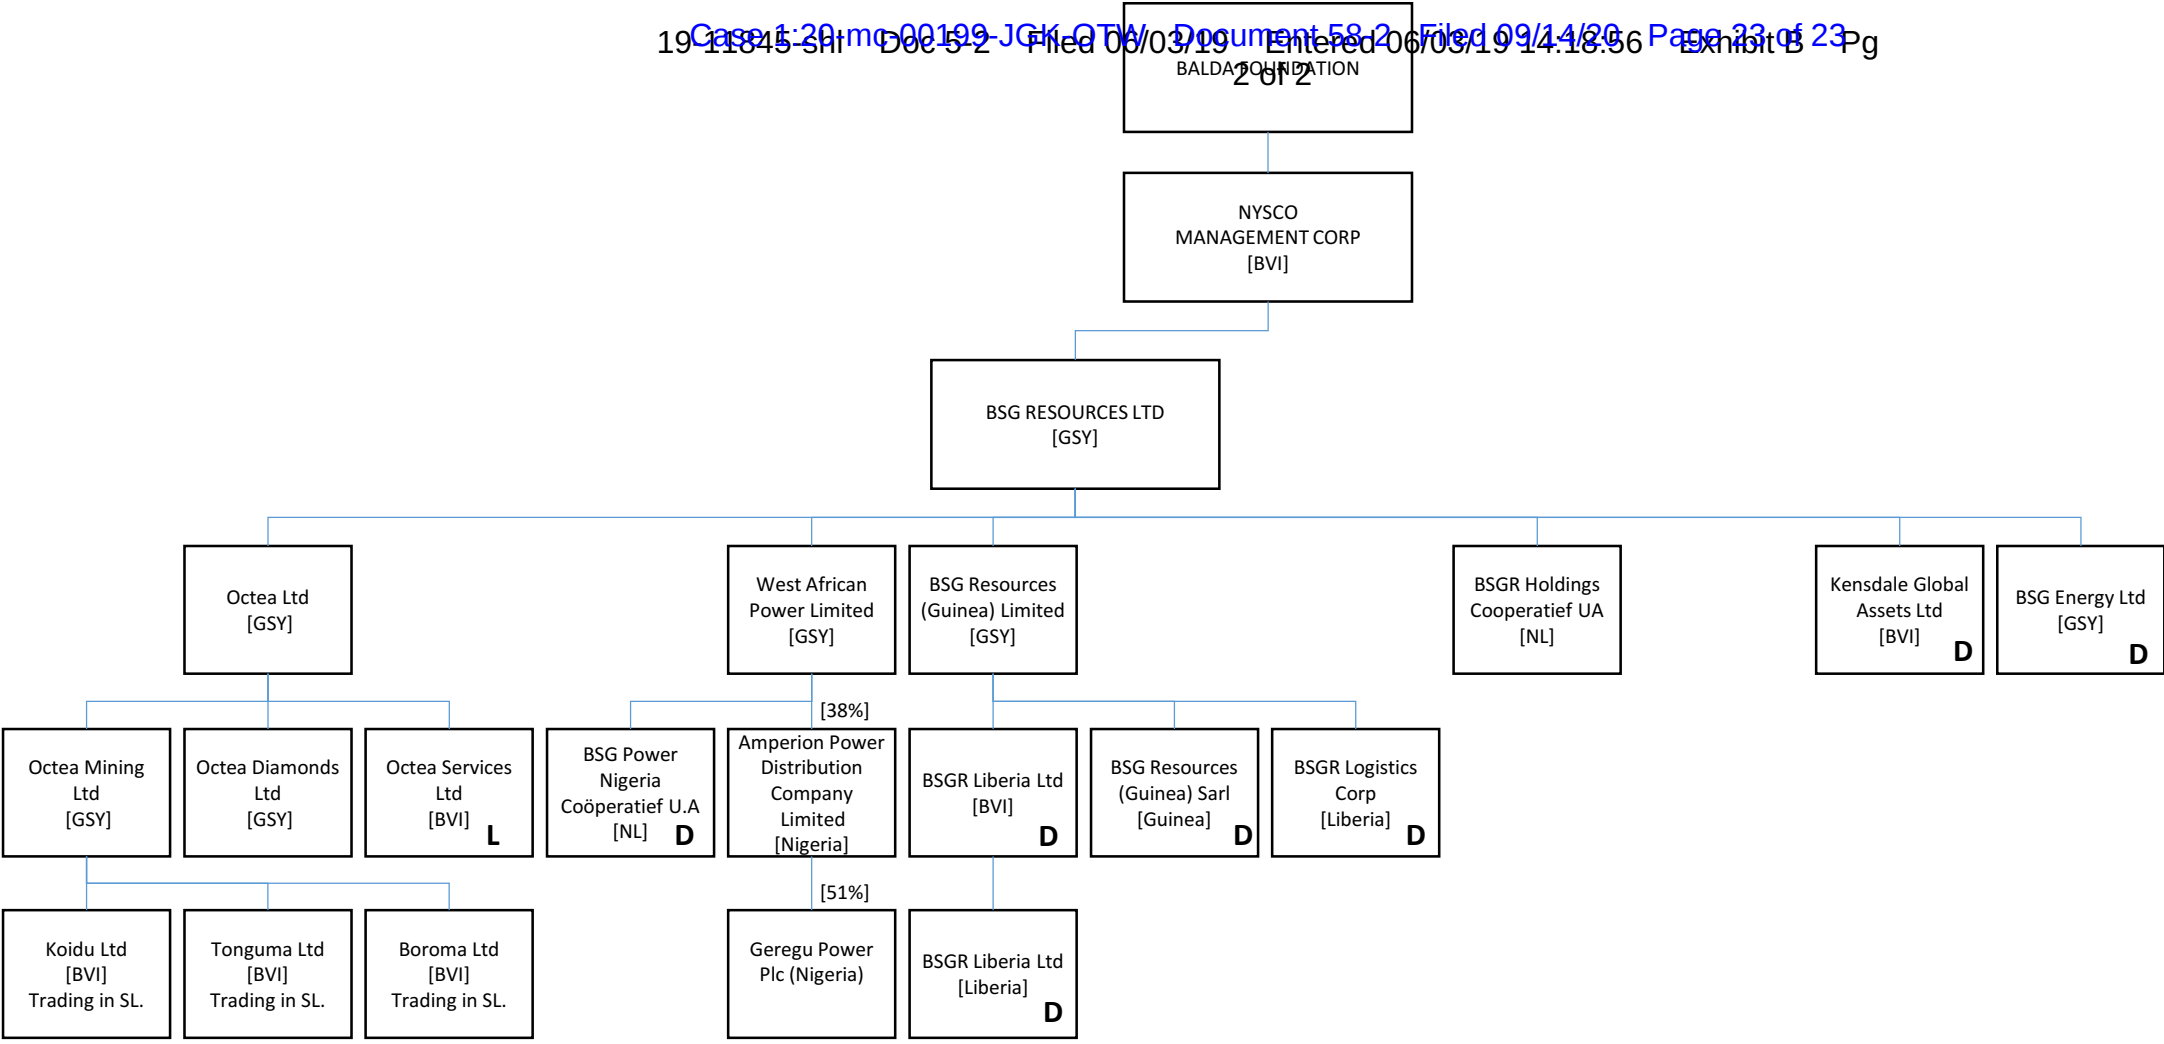 Case 1:20-mc-00199-JGK-OTW Document 58-2 Filed 09/14/20 Page 23 of 23
19-11845-shl Doc 5-2 Filed 06/03/19 Entered 06/03/19 14:18:56 Exhibit B Pg
2 of 2
BALDA FOUNDATION
NYSCO
MANAGEMENT CORP
[BVI]
BSG RESOURCES LTD
[GSY]
Octea Ltd
[GSY]
West African
Power Limited
[GSY]
BSG Resources
(Guinea) Limited
[GSY]
BSGR Holdings
Cooperatief UA
[NL]
Kensdale Global
Assets Ltd
[BVI]
D
BSG Energy Ltd
[GSY]
D
[38%]
Octea Mining
Ltd
[GSY]
Octea Diamonds
Ltd
[GSY]
Octea Services
Ltd
[BVI]
L
BSG Power
Nigeria
Coöperatief U.A
[NL] D
Amperion Power
Distribution
Company
Limited
[Nigeria]
BSGR Liberia Ltd
[BVI]
D
BSG Resources
(Guinea) Sarl
[Guinea]
D
BSGR Logistics
Corp
[Liberia]
D
[51%]
Koidu Ltd
[BVI]
Trading in SL.
Tonguma Ltd
[BVI]
Trading in SL.
Boroma Ltd
[BVI]
Trading in SL.
Geregu Power
Plc (Nigeria)
BSGR Liberia Ltd
[Liberia]
D